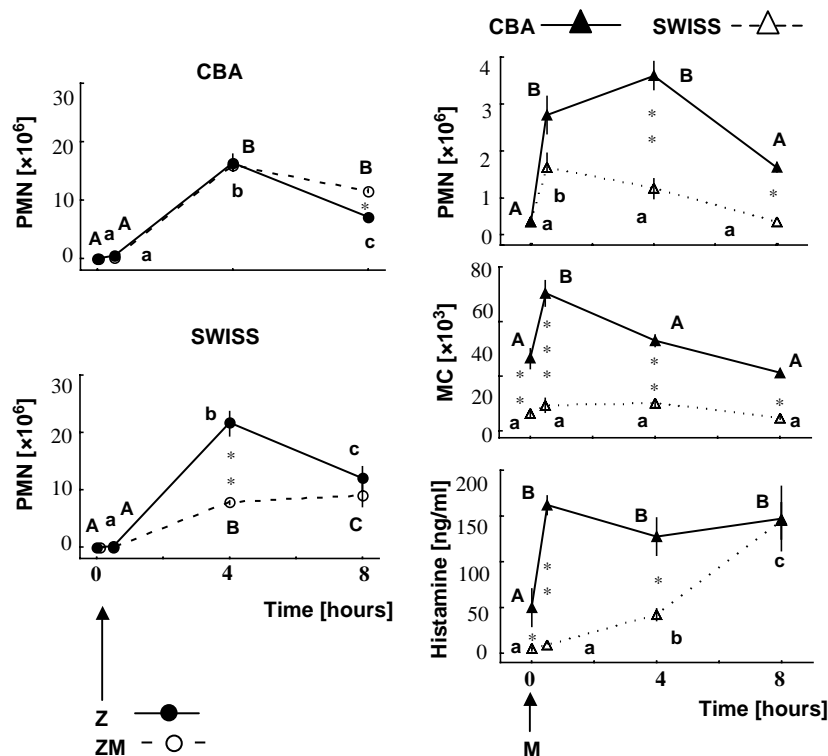 CBA
PMN [×10⁶]
30
20
10
0
A
a
A
a
B
b
B
*
c
SWISS
PMN [×10⁶]
30
20
10
0
A
a
A
b
*
*
B
c
C
0
4
8
Time [hours]
Z
ZM
CBA
SWISS
PMN [×10⁶]
4
3
2
1
0
A
a
B
b
B
*
*
a
A
*
a
MC [×10³]
80
60
40
20
0
A
*
*
a
B
*
*
*
a
A
*
*
a
A
*
a
Histamine [ng/ml]
200
150
100
50
0
A
*
a
B
*
*
a
B
*
b
B
c
0
4
8
Time [hours]
M